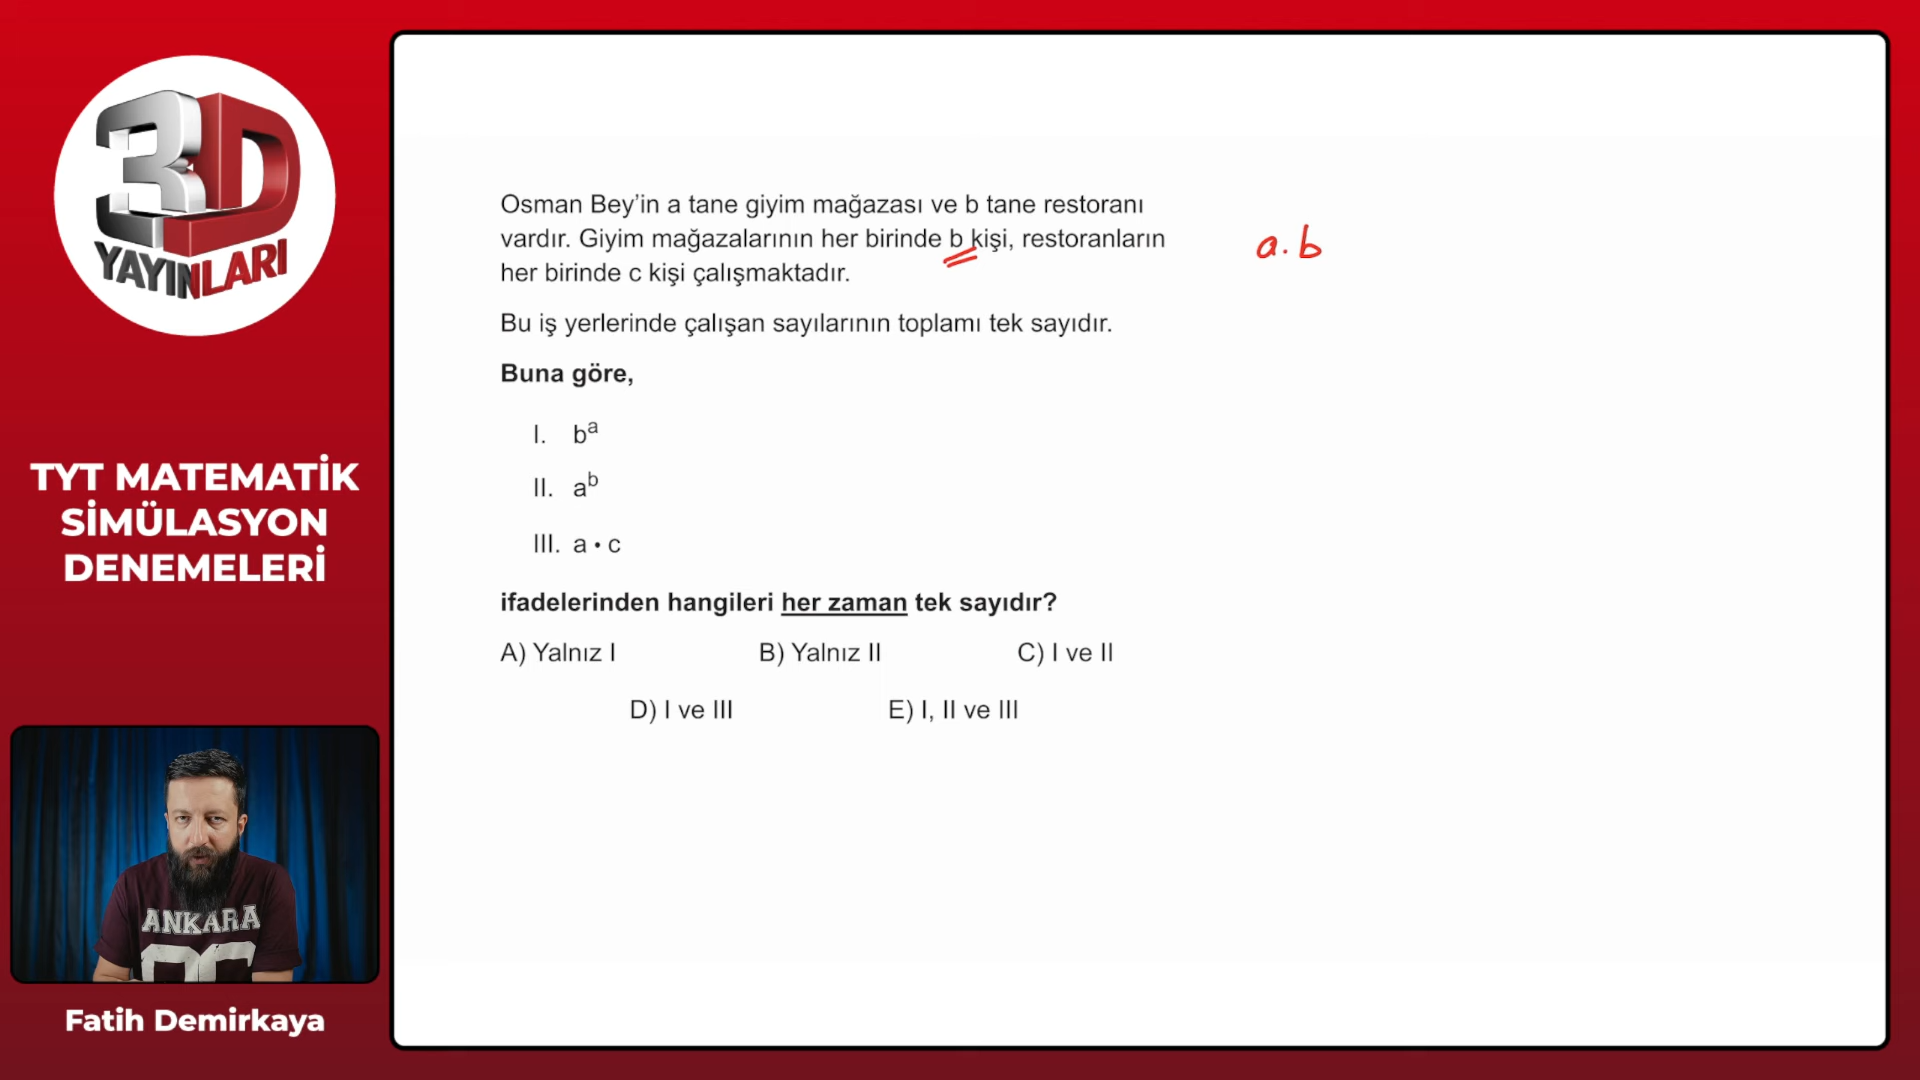 3D
YAYINLARI
TYT MATEMATİK
SİMÜLASYON
DENEMELERİ
ANKARA
Fatih Demirkaya
Osman Bey'in a tane giyim mağazası ve b tane restoranı
vardır. Giyim mağazalarının her birinde b kişi, restoranların
her birinde c kişi çalışmaktadır.
a.b
Bu iş yerlerinde çalışan sayılarının toplamı tek sayıdır.
Buna göre,
I. bᵃ
II. aᵇ
III. a • c
ifadelerinden hangileri her zaman tek sayıdır?
A) Yalnız I B) Yalnız II C) I ve II
D) I ve III E) I, II ve III